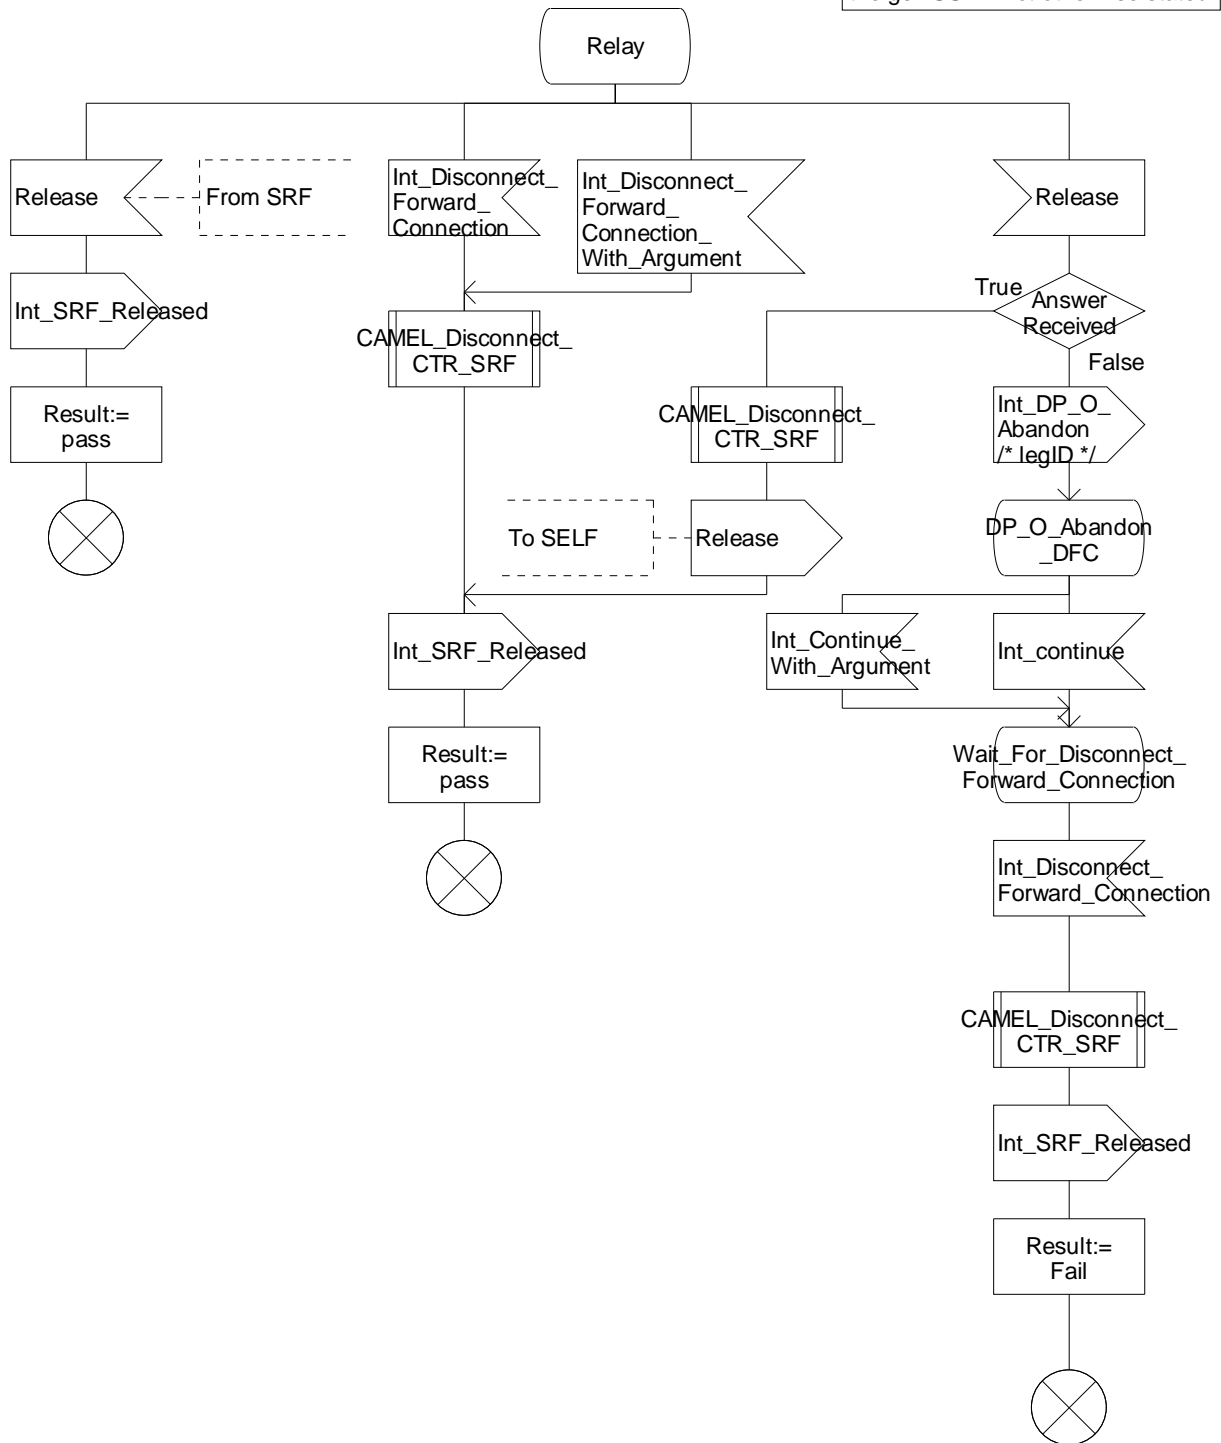 Relay
Release
From SRF
Int_Disconnect_
Forward_
Connection
Int_Disconnect_
Forward_
Connection_
With_Argument
Release
Int_SRF_Released
CAMEL_Disconnect_
CTR_SRF
True
Answer
Received
False
Result:=
pass
CAMEL_Disconnect_
CTR_SRF
Int_DP_O_
Abandon
/* legID */
To SELF
Release
DP_O_Abandon
_DFC
Int_SRF_Released
Int_Continue_
With_Argument
Int_continue
Result:=
pass
Wait_For_Disconnect_
Forward_Connection
Int_Disconnect_
Forward_Connection
CAMEL_Disconnect_
CTR_SRF
Int_SRF_Released
Result:=
Fail